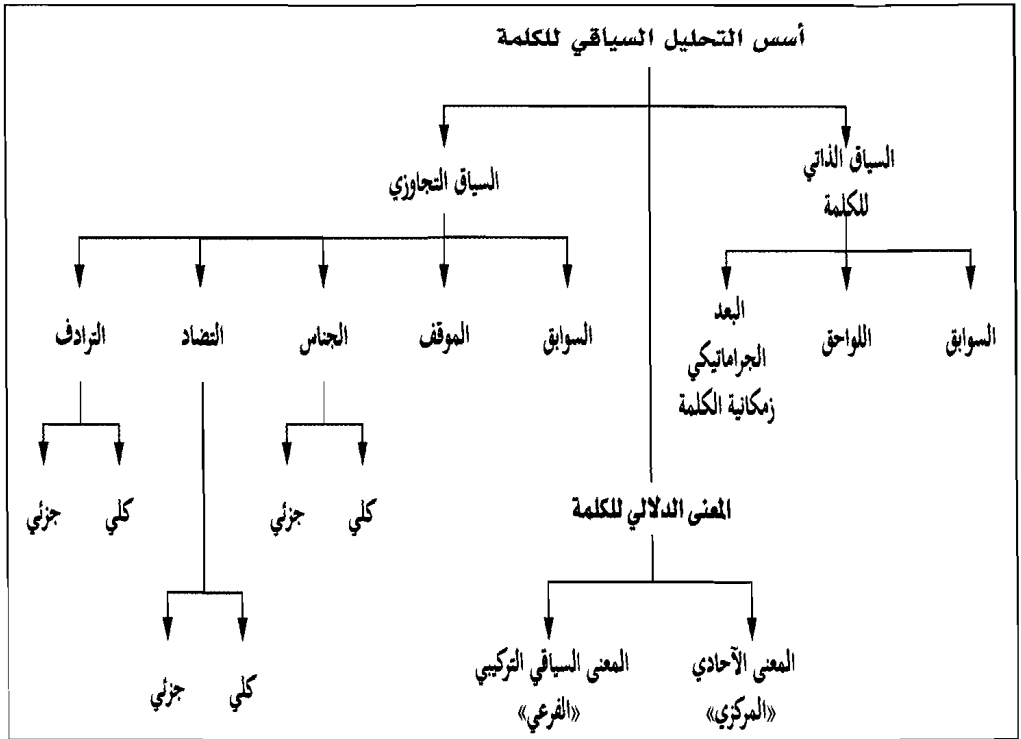 أسس التحليل السياقي للكلمة
السياق الذاتي
للكلمة
السياق التجاوزي
السوابق
اللواحق
البعد
الجراماتيكي
زمكانية الكلمة
السوابق
الموقف
الجناس
التضاد
الترادف
كلي
جزئي
كلي
جزئي
المعنى الدلالي للكلمة
كلي
جزئي
المعنى الآحادي
«المركزي»
المعنى السياقي التركيبي
«الفرعي»